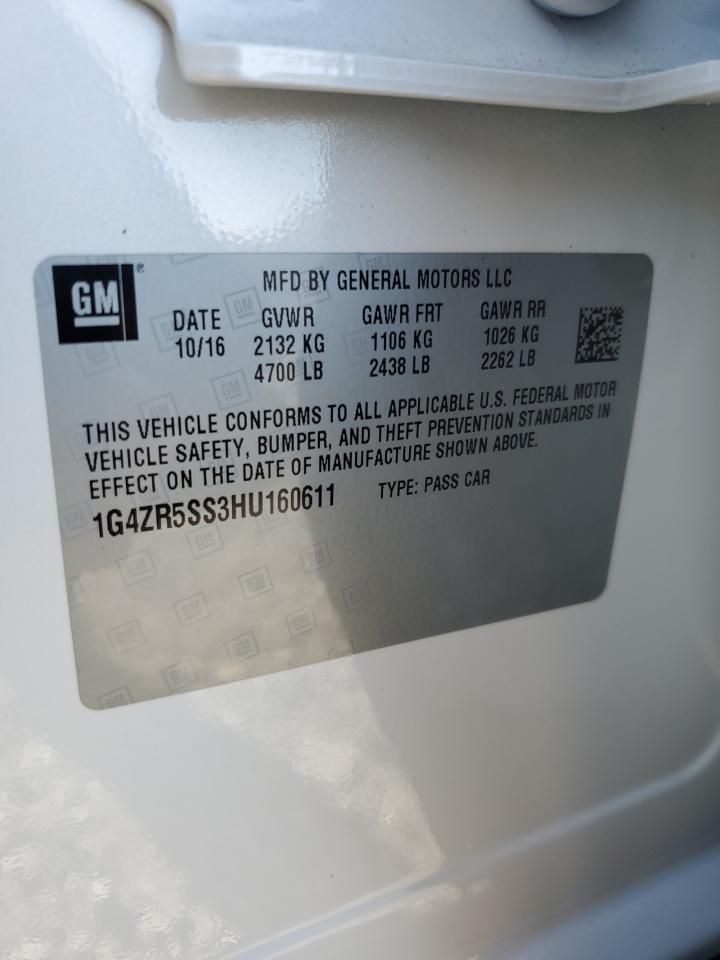 GM®
MFD BY GENERAL MOTORS LLC
DATE GVWR GAWR FRT GAWR RR
10/16 2132 KG 1106 KG 1026 KG
4700 LB 2438 LB 2262 LB
THIS VEHICLE CONFORMS TO ALL APPLICABLE U.S. FEDERAL MOTOR
VEHICLE SAFETY, BUMPER, AND THEFT PREVENTION STANDARDS IN
EFFECT ON THE DATE OF MANUFACTURE SHOWN ABOVE.
1G4ZR5SS3HU160611 TYPE: PASS CAR